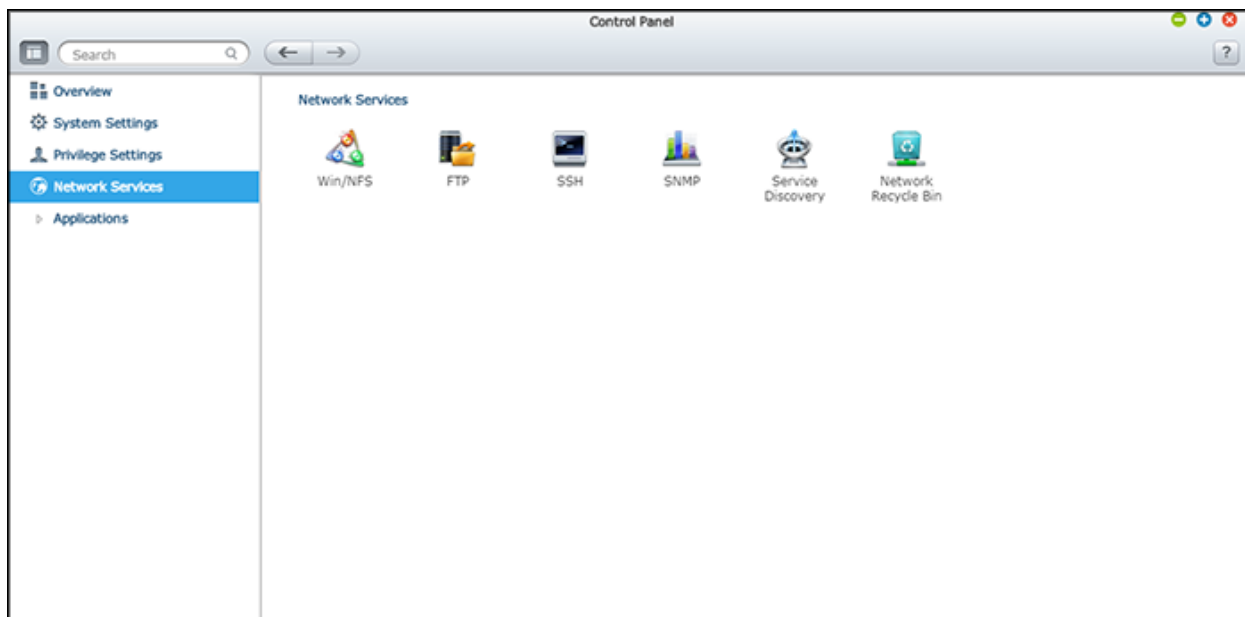 Control Panel
Search
?
Overview
System Settings
Privilege Settings
Network Services
Applications
Network Services
Win/NFS
FTP
SSH
SNMP
Service
Discovery
Network
Recycle Bin